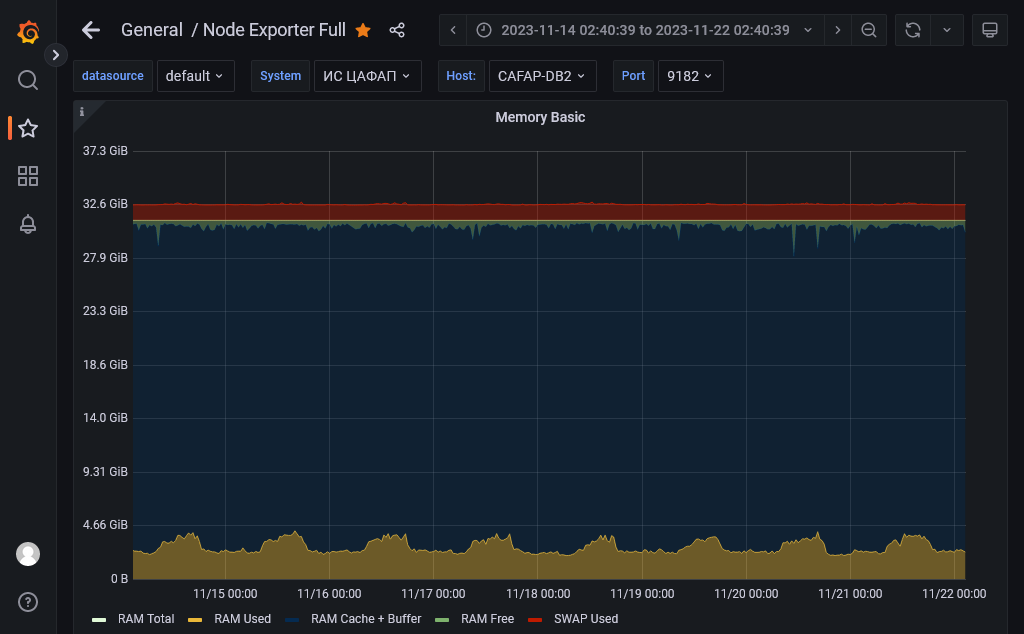 General / Node Exporter Full
2023-11-14 02:40:39 to 2023-11-22 02:40:39
datasource default System ИС ЦАФАП Host: CAFAP-DB2 Port 9182
i
Memory Basic
37.3 GiB
32.6 GiB
27.9 GiB
23.3 GiB
18.6 GiB
14.0 GiB
9.31 GiB
4.66 GiB
0 B
11/15 00:00 11/16 00:00 11/17 00:00 11/18 00:00 11/19 00:00 11/20 00:00 11/21 00:00 11/22 00:00
RAM Total RAM Used RAM Cache + Buffer RAM Free SWAP Used